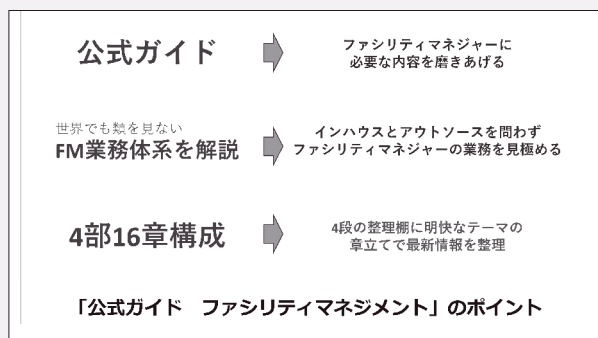 公式ガイド
ファシリティマネジャーに
必要な内容を磨きあげる
世界でも類を見ない
FM業務体系を解説
インハウスとアウトソースを問わず
ファシリティマネジャーの業務を見極める
4部16章構成
4段の整理棚に明快なテーマの
章立てで最新情報を整理
「公式ガイド　ファシリティマネジメント」のポイント